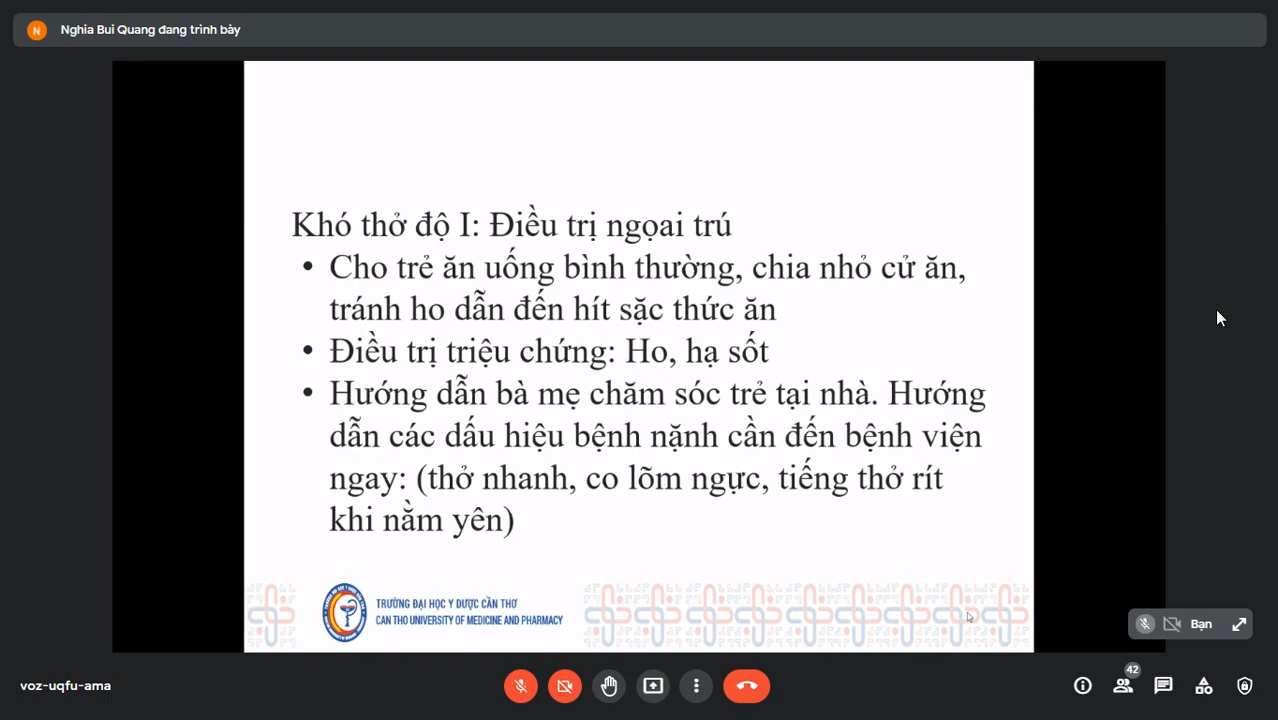 N
Nghia Bui Quang đang trình bày
Khó thở độ I: Điều trị ngọai trú
• Cho trẻ ăn uống bình thường, chia nhỏ cử ăn,
tránh ho dẫn đến hít sặc thức ăn
• Điều trị triệu chứng: Ho, hạ sốt
• Hướng dẫn bà mẹ chăm sóc trẻ tại nhà. Hướng
dẫn các dấu hiệu bệnh nặnh cần đến bệnh viện
ngay: (thở nhanh, co lõm ngực, tiếng thở rít
khi nằm yên)
TRƯỜNG ĐẠI HỌC Y DƯỢC CẦN THƠ
CAN THO UNIVERSITY OF MEDICINE AND PHARMACY
Bạn
voz-uqfu-ama
42